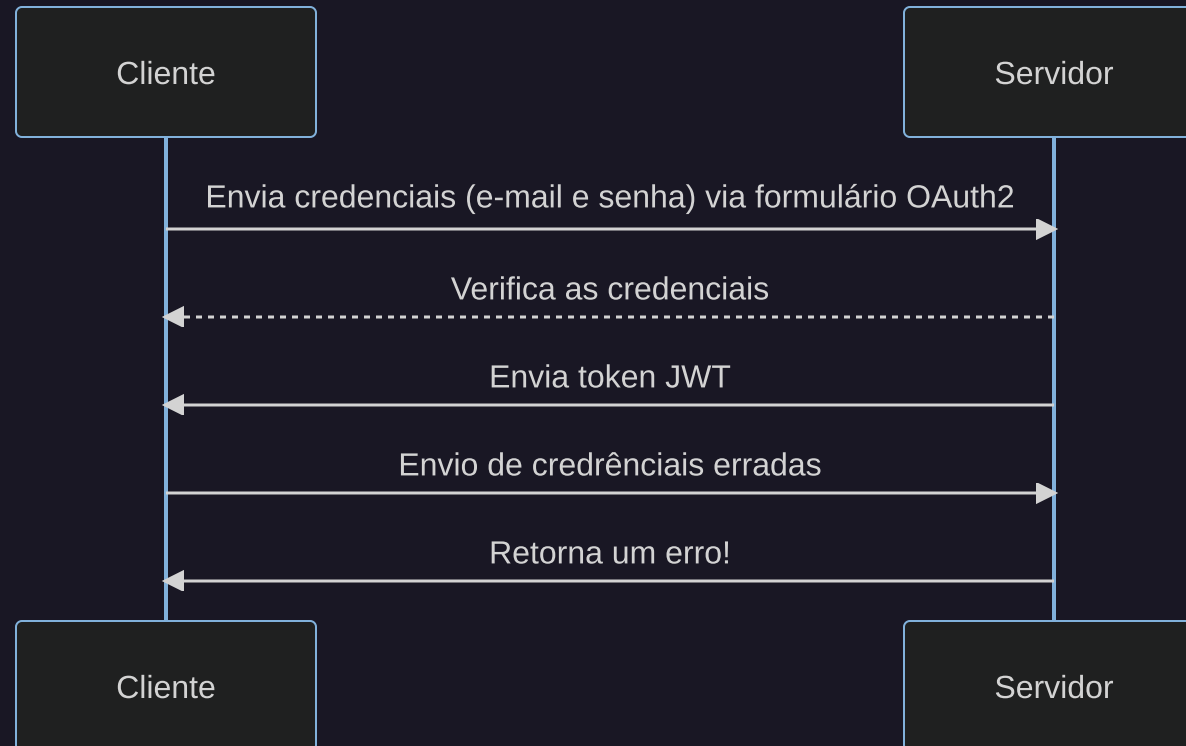 Cliente
Servidor
Envia credenciais (e-mail e senha) via formulário OAuth2
Verifica as credenciais
Envia token JWT
Envio de credrênciais erradas
Retorna um erro!
Cliente
Servidor